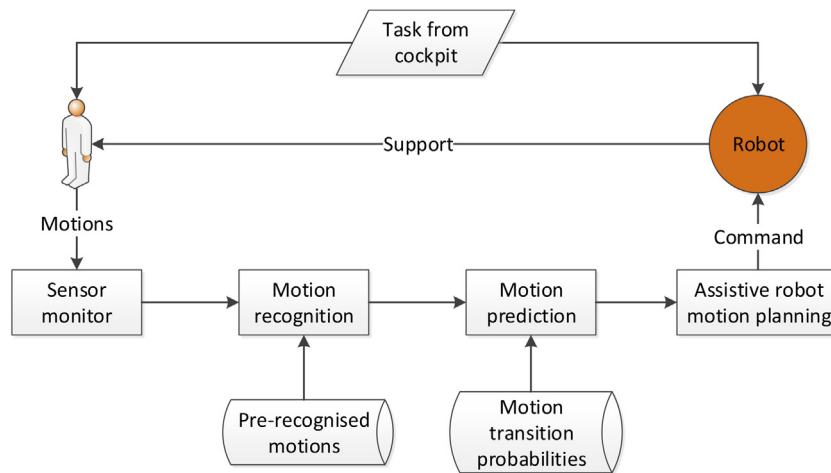 Task from
cockpit
Support
Robot
Motions
Command
Sensor
monitor
Motion
recognition
Motion
prediction
Assistive robot
motion planning
Pre-recognised
motions
Motion
transition
probabilities